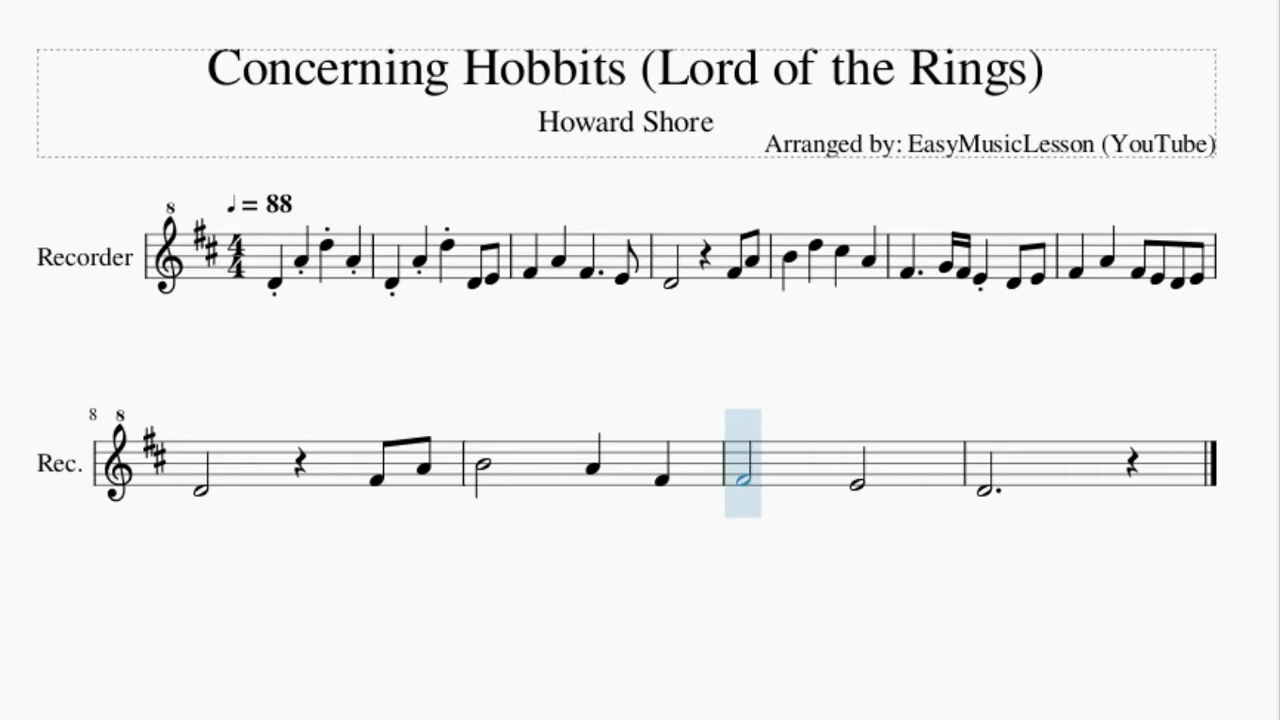 Concerning Hobbits (Lord of the Rings)
Howard Shore
Arranged by: EasyMusicLesson (YouTube)
♩ = 88
8
Recorder
4
4
8
8
Rec.